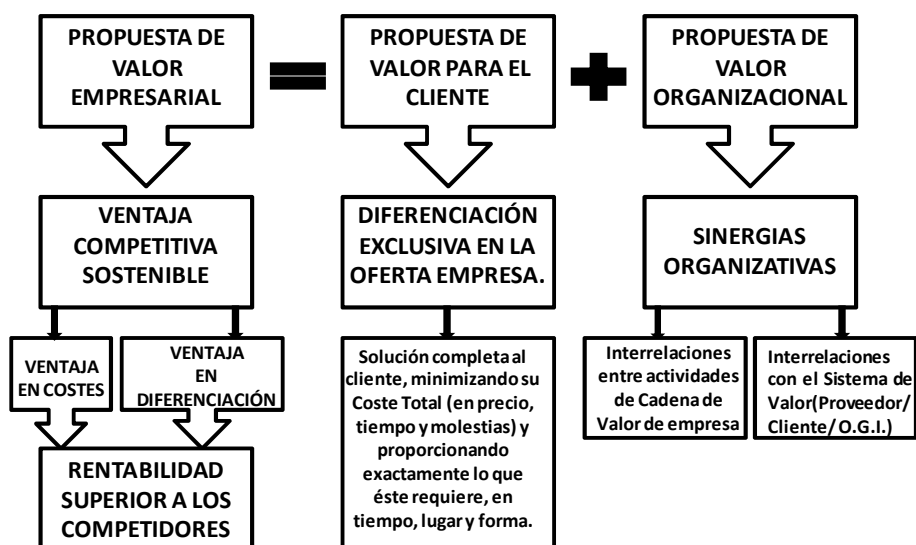 PROPUESTA DE
VALOR
EMPRESARIAL
PROPUESTA DE
VALOR PARA EL
CLIENTE
PROPUESTA DE
VALOR
ORGANIZACIONAL
VENTAJA
COMPETITIVA
SOSTENIBLE
DIFERENCIACIÓN
EXCLUSIVA EN LA
OFERTA EMPRESA.
SINERGIAS
ORGANIZATIVAS
VENTAJA
EN COSTES
VENTAJA
EN
DIFERENCIACIÓN
Solución completa al
cliente, minimizando su
Coste Total (en precio,
tiempo y molestias) y
proporcionando
exactamente lo que
éste requiere, en
tiempo, lugar y forma.
Interrelaciones
entre actividades
de Cadena de
Valor de empresa
Interrelaciones
con el Sistema de
Valor(Proveedor/
Cliente/ O.G.I.)
RENTABILIDAD
SUPERIOR A LOS
COMPETIDORES